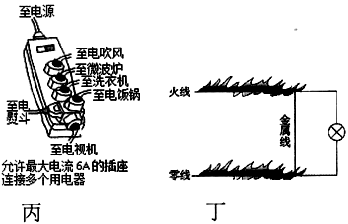 至电源
至电吹风
至微波炉
至洗衣机
至电饭锅
至电
熨斗
至电视机
允许最大电流6A的插座
连接多个用电器
丙
火线
金属线
零线
丁